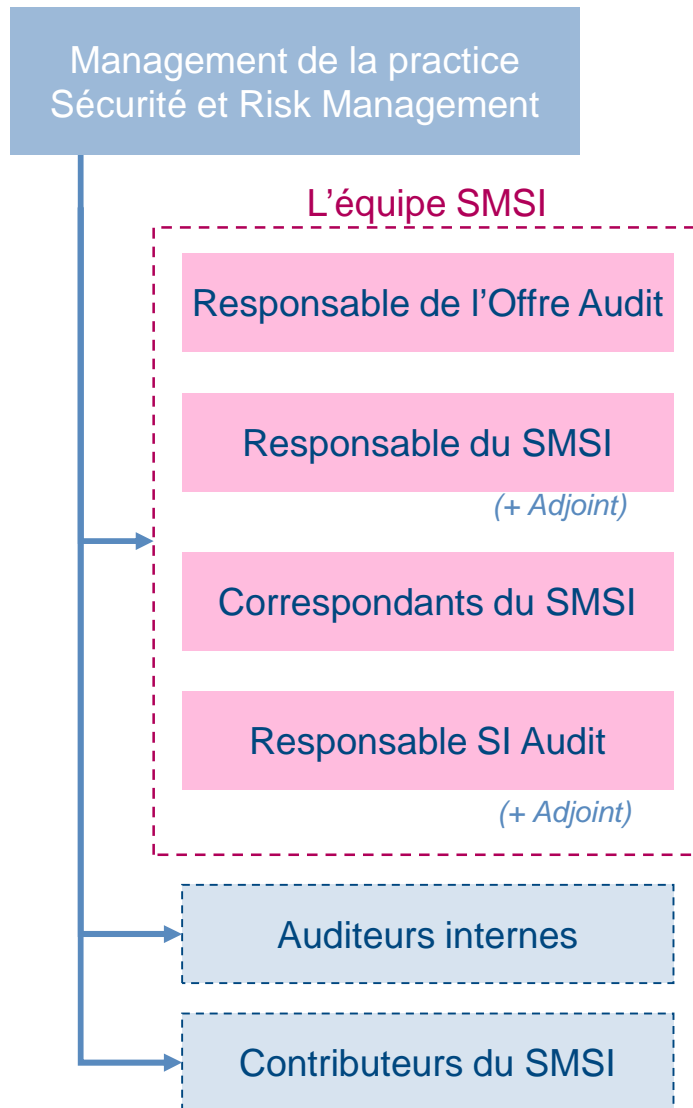 Management de la practice
Sécurité et Risk Management
L’équipe SMSI
Responsable de l’Offre Audit
Responsable du SMSI
(+ Adjoint)
Correspondants du SMSI
Responsable SI Audit
(+ Adjoint)
Auditeurs internes
Contributeurs du SMSI